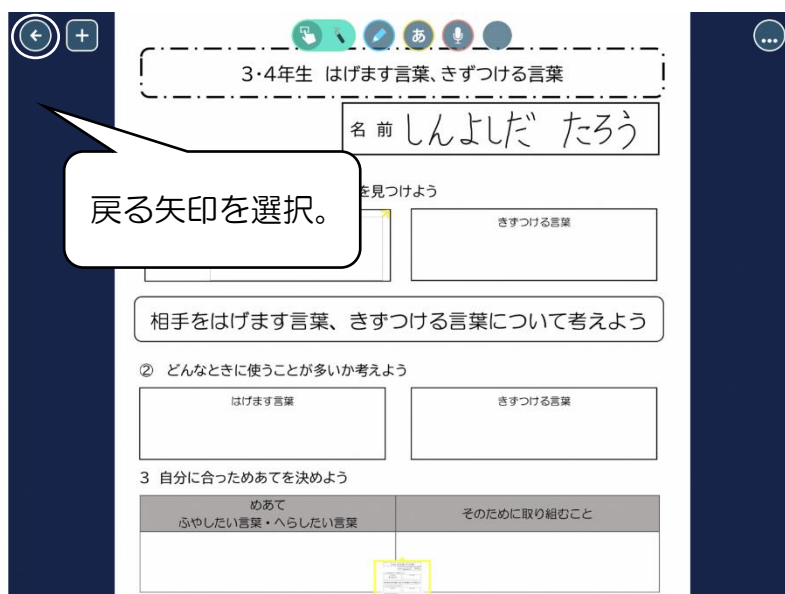 あ
3・4年生 はげます言葉、きずつける言葉
名前 しんよしだ たろう
を見つけよう
戻る矢印を選択。
きずつける言葉
相手をはげます言葉、きずつける言葉について考えよう
② どんなときに使うことが多いか考えよう
はげます言葉 きずつける言葉
3 自分に合っためあてを決めよう
めあて
ふやしたい言葉・へらしたい言葉 そのために取り組むこと